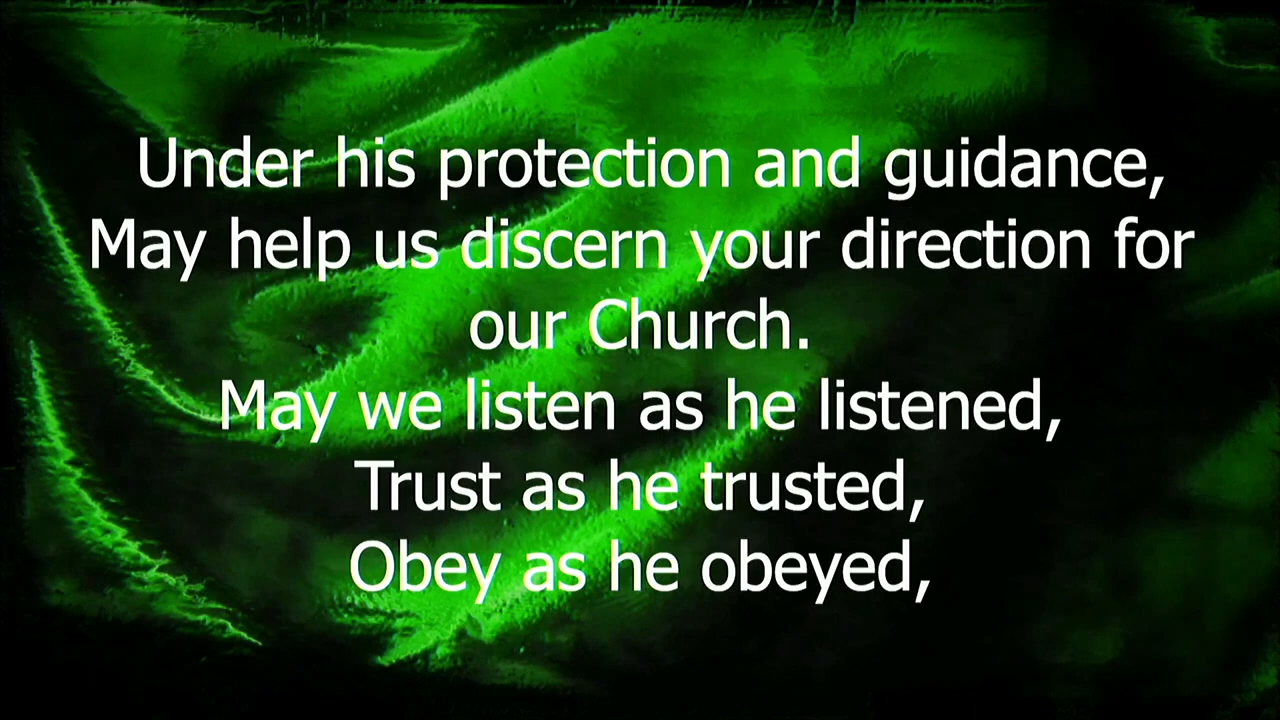 Under his protection and guidance,
May help us discern your direction for
our Church.
May we listen as he listened,
Trust as he trusted,
Obey as he obeyed,